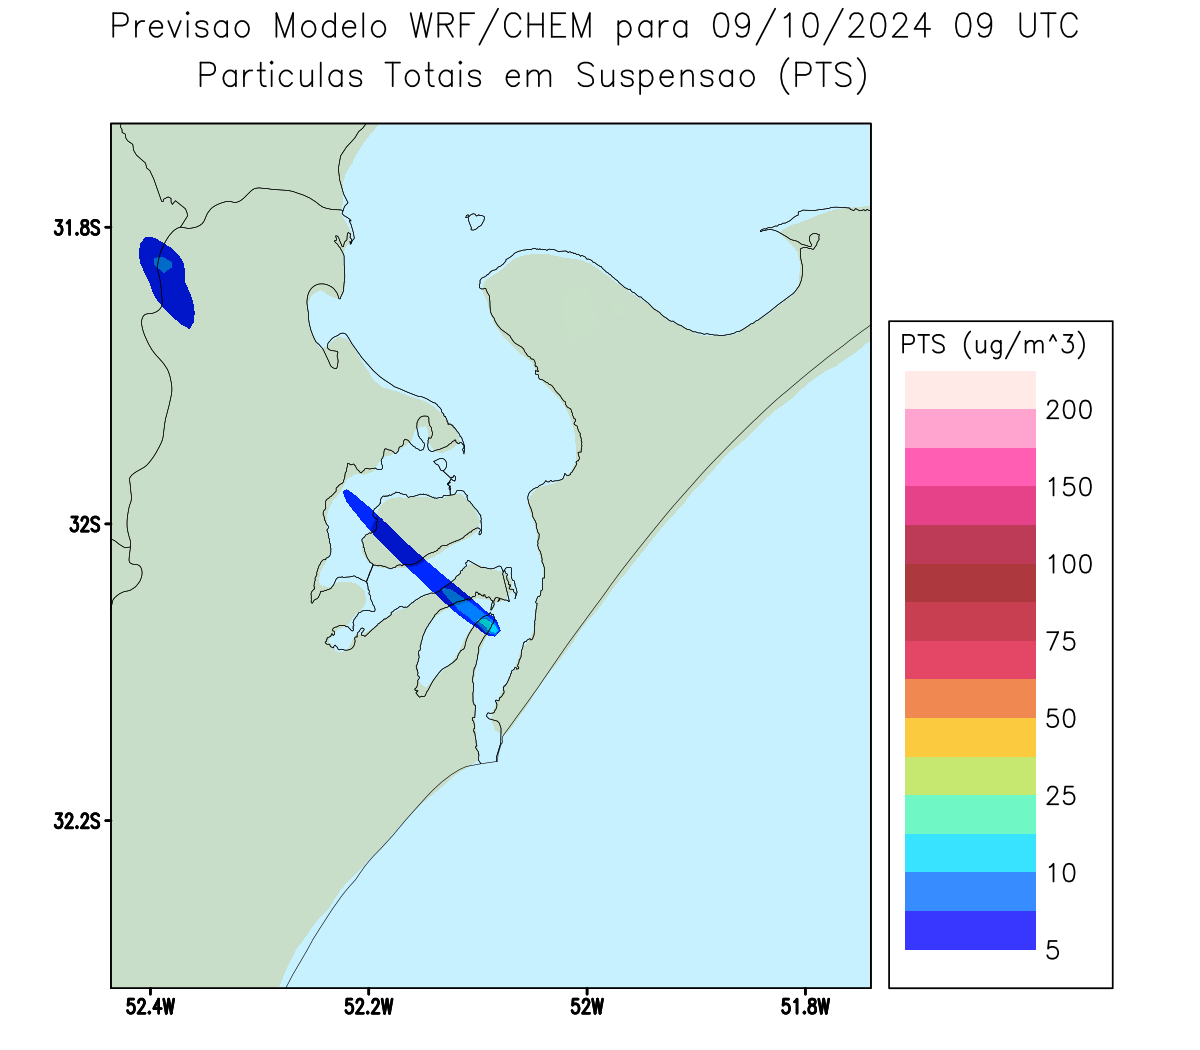 Previsao Modelo WRF/CHEM para 09/10/2024 09 UTC
Particulas Totais em Suspensao (PTS)
31.8S
32S
32.2S
52.4W
52.2W
52W
51.8W
PTS (ug/m^3)
200
150
100
75
50
25
10
5